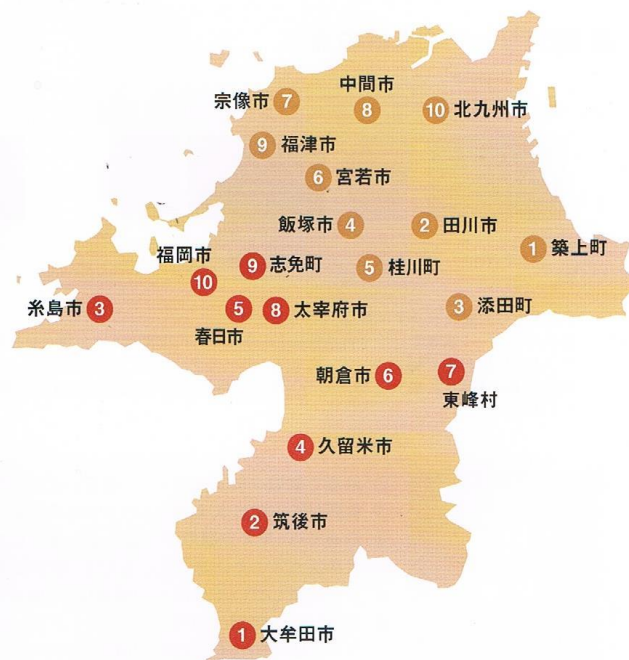 中間市
宗像市 7
8
10 北九州市
9 福津市
6 宮若市
飯塚市 4
2 田川市
1 築上町
福岡市
10
9 志免町
5 桂川町
糸島市 3
5
春日市
8 太宰府市
3 添田町
朝倉市 6
7
東峰村
4 久留米市
2 筑後市
1 大牟田市